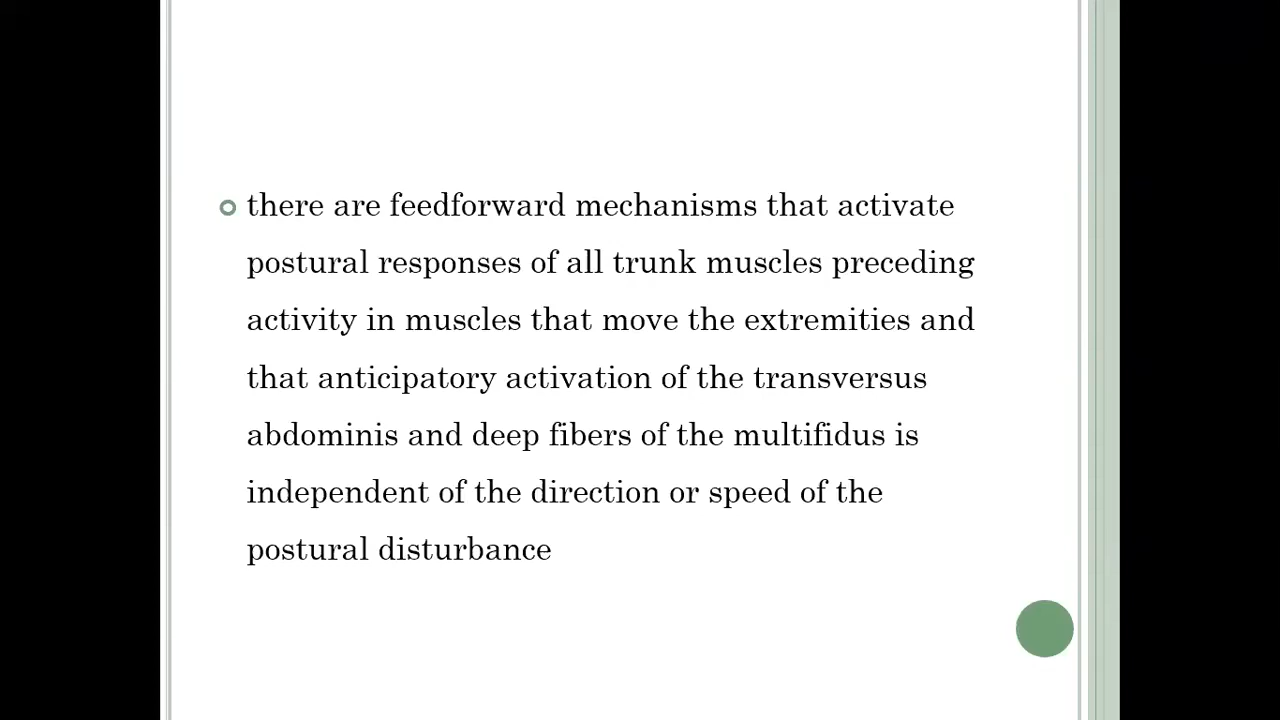 there are feedforward mechanisms that activate
postural responses of all trunk muscles preceding
activity in muscles that move the extremities and
that anticipatory activation of the transversus
abdominis and deep fibers of the multifidus is
independent of the direction or speed of the
postural disturbance